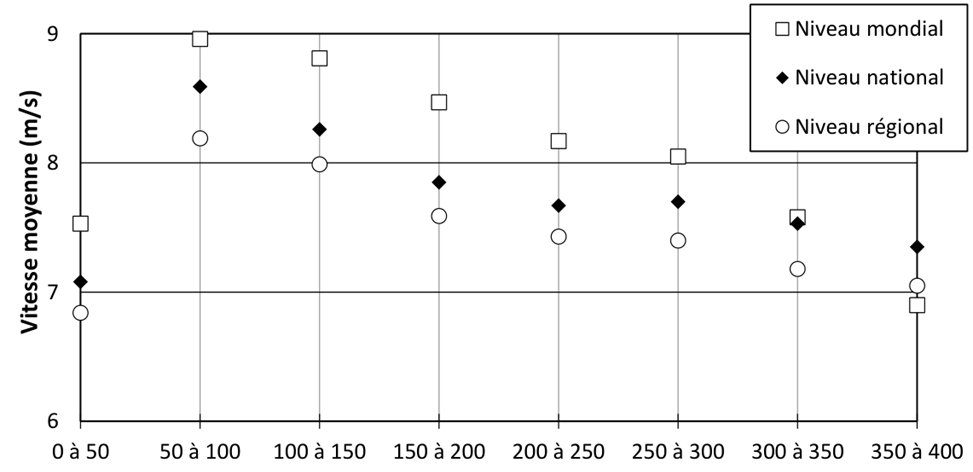 Niveau mondial
Niveau national
Niveau régional
Vitesse moyenne (m/s)
9
8
7
6
0 à 50 50 à 100 100 à 150 150 à 200 200 à 250 250 à 300 300 à 350 350 à 400